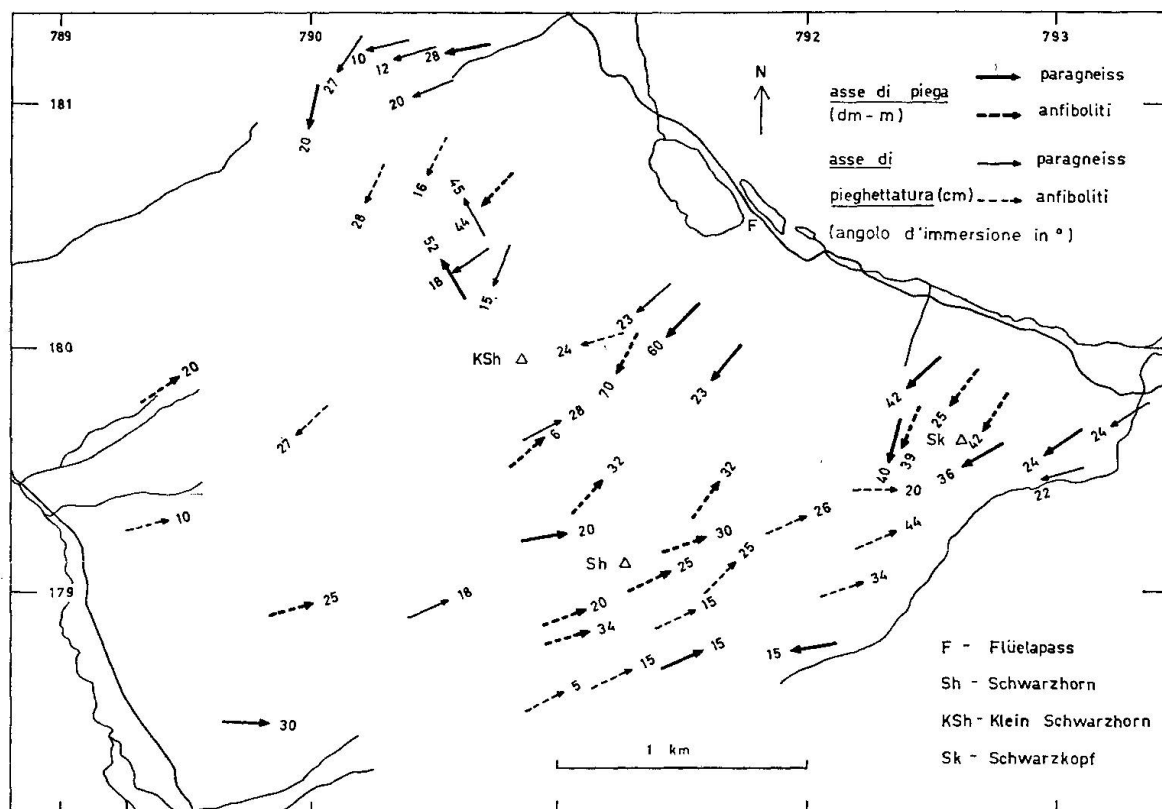 789 790 792 793
10
12
28
27
20
20
N
asse di piega
(dm-m)
paragneiss
anfiboliti
asse di
pieghettatura (cm)
paragneiss
anfiboliti
(angolo d'immersione in °)
181
16
45
28
44
F
52
18
15
23
60
180
KSh
24
70
23
20
42
25
28
6
27
Sk
42
24
40
39
36
24
22
32
32
20
10
20
26
30
44
Sh
25
25
34
179
25
18
20
15
34
15
15
15
5
30
F - Flüelapass
Sh - Schwarzhorn
KSh - Klein Schwarzhorn
Sk - Schwarzkopf
1 km